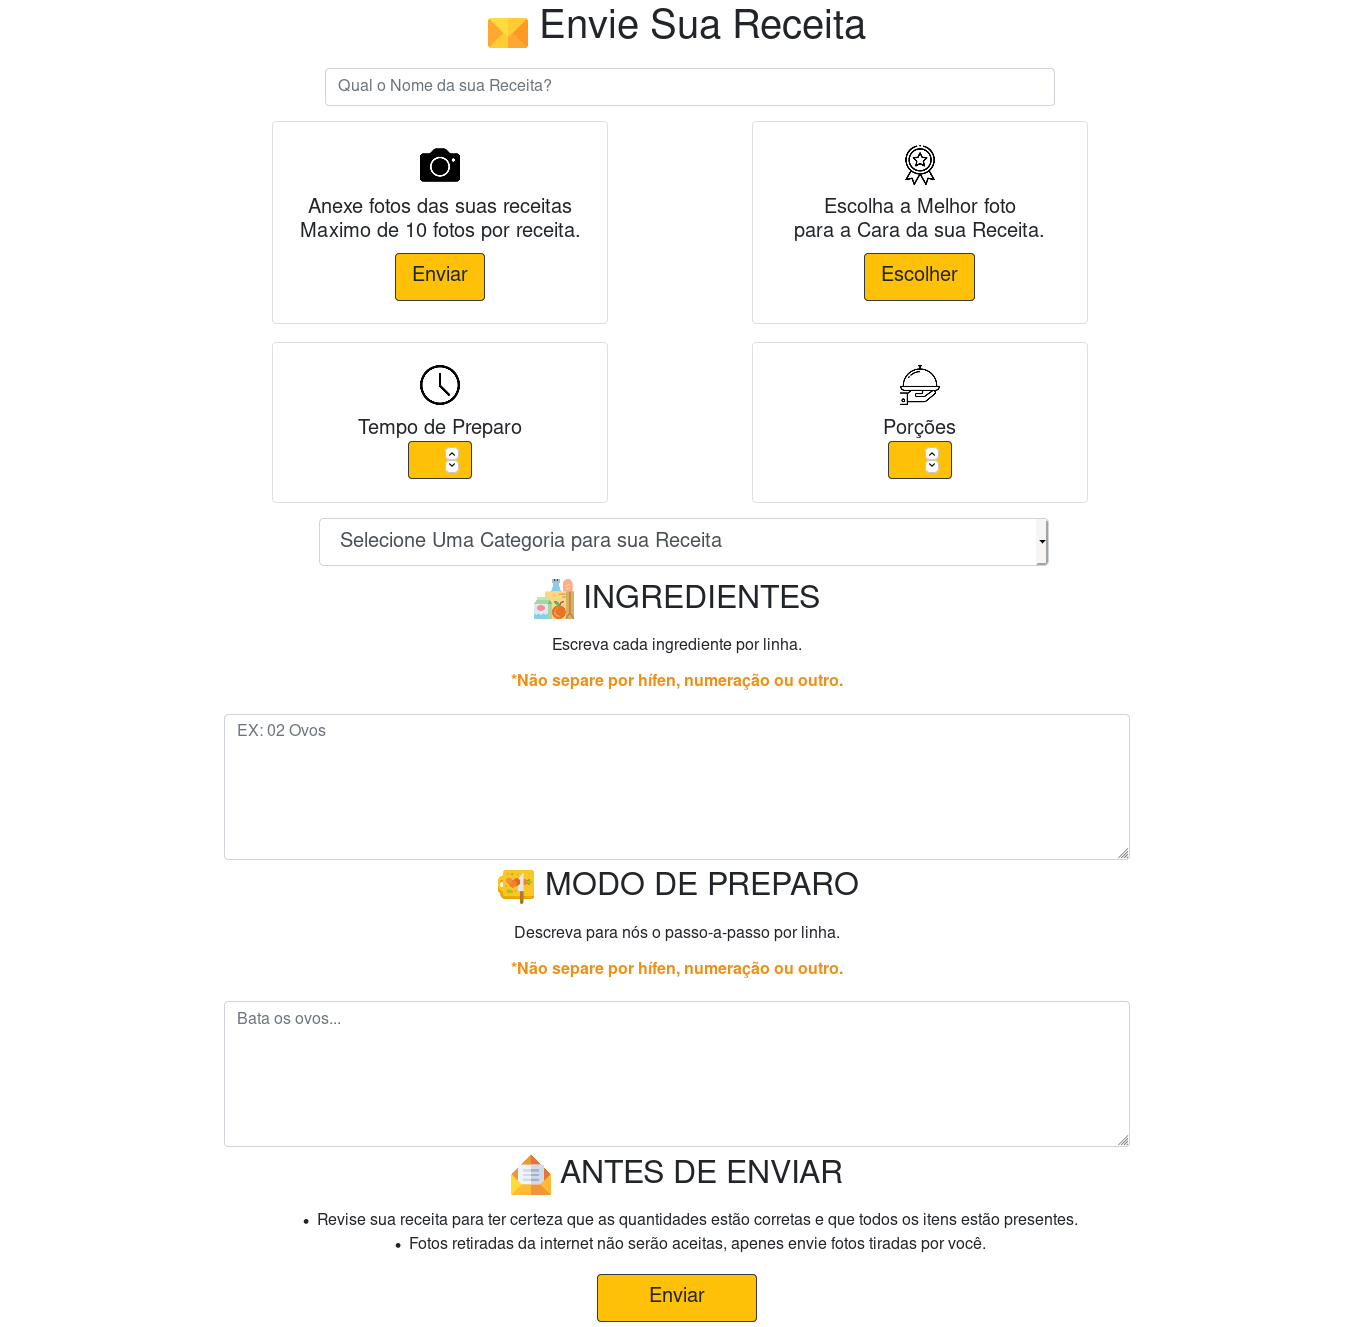 Envie Sua Receita
Qual o Nome da sua Receita?
Anexe fotos das suas receitas
Maximo de 10 fotos por receita.
Enviar
Escolha a Melhor foto
para a Cara da sua Receita.
Escolher
Tempo de Preparo
Porções
Selecione Uma Categoria para sua Receita
INGREDIENTES
Escreva cada ingrediente por linha.
*Não separe por hífen, numeração ou outro.
EX: 02 Ovos
MODO DE PREPARO
Descreva para nós o passo-a-passo por linha.
*Não separe por hífen, numeração ou outro.
Bata os ovos...
ANTES DE ENVIAR
• Revise sua receita para ter certeza que as quantidades estão corretas e que todos os itens estão presentes.
• Fotos retiradas da internet não serão aceitas, apenes envie fotos tiradas por você.
Enviar